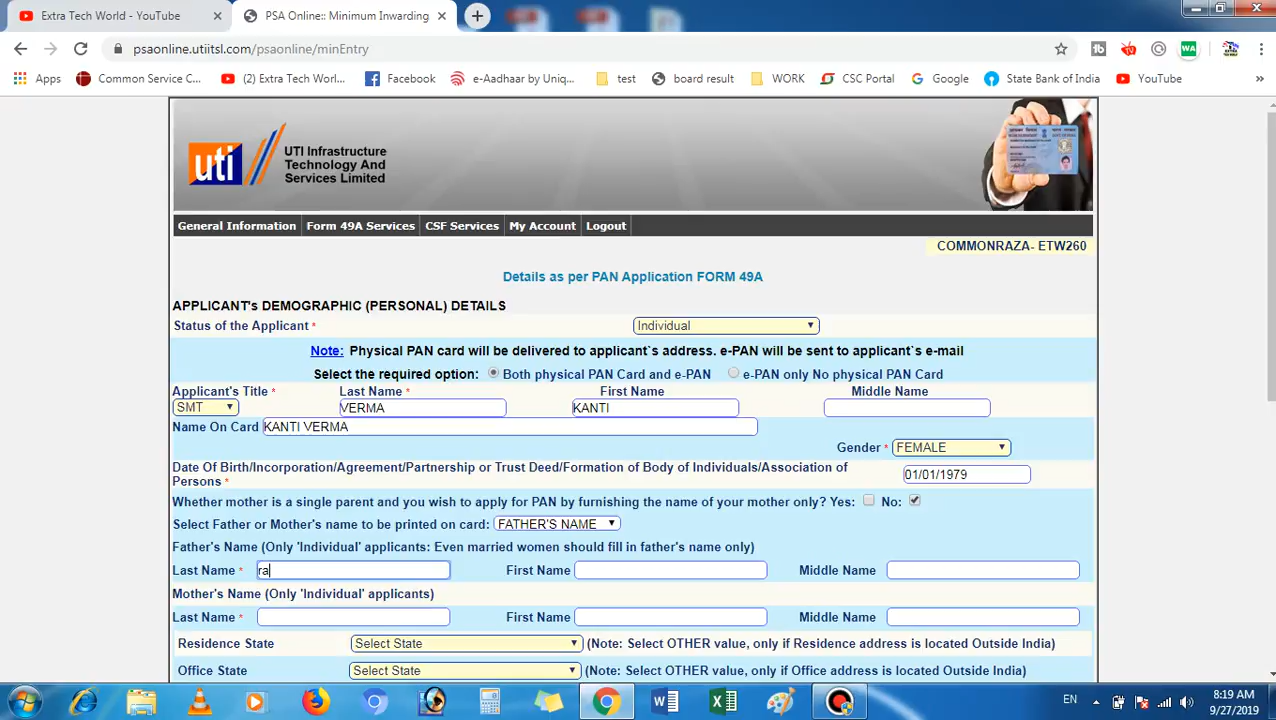 Extra Tech World - YouTube × PSA Online:: Minimum Inwarding × +
psaonline.utiitsl.com/psaonline/minEntry
Apps Common Service C... (2) Extra Tech Worl... Facebook e-Aadhaar by Uniq... test board result WORK CSC Portal Google State Bank of India YouTube »
uti
UTI Infrastructure
Technology And
Services Limited
General Information Form 49A Services CSF Services My Account Logout
COMMONRAZA- ETW260
Details as per PAN Application FORM 49A
APPLICANT's DEMOGRAPHIC (PERSONAL) DETAILS
Status of the Applicant * Individual
Note: Physical PAN card will be delivered to applicant`s address. e-PAN will be sent to applicant`s e-mail
Select the required option: Both physical PAN Card and e-PAN e-PAN only No physical PAN Card
Applicant's Title * Last Name * First Name Middle Name
SMT VERMA KANTI
Name On Card KANTI VERMA
Gender * FEMALE
Date Of Birth/Incorporation/Agreement/Partnership or Trust Deed/Formation of Body of Individuals/Association of
Persons * 01/01/1979
Whether mother is a single parent and you wish to apply for PAN by furnishing the name of your mother only? Yes: No:
Select Father or Mother's name to be printed on card: FATHER'S NAME
Father's Name (Only 'Individual' applicants: Even married women should fill in father's name only)
Last Name * ra First Name Middle Name
Mother's Name (Only 'Individual' applicants)
Last Name * First Name Middle Name
Residence State Select State (Note: Select OTHER value, only if Residence address is located Outside India)
Office State Select State (Note: Select OTHER value, only if Office address is located Outside India)
EN 8:19 AM
9/27/2019